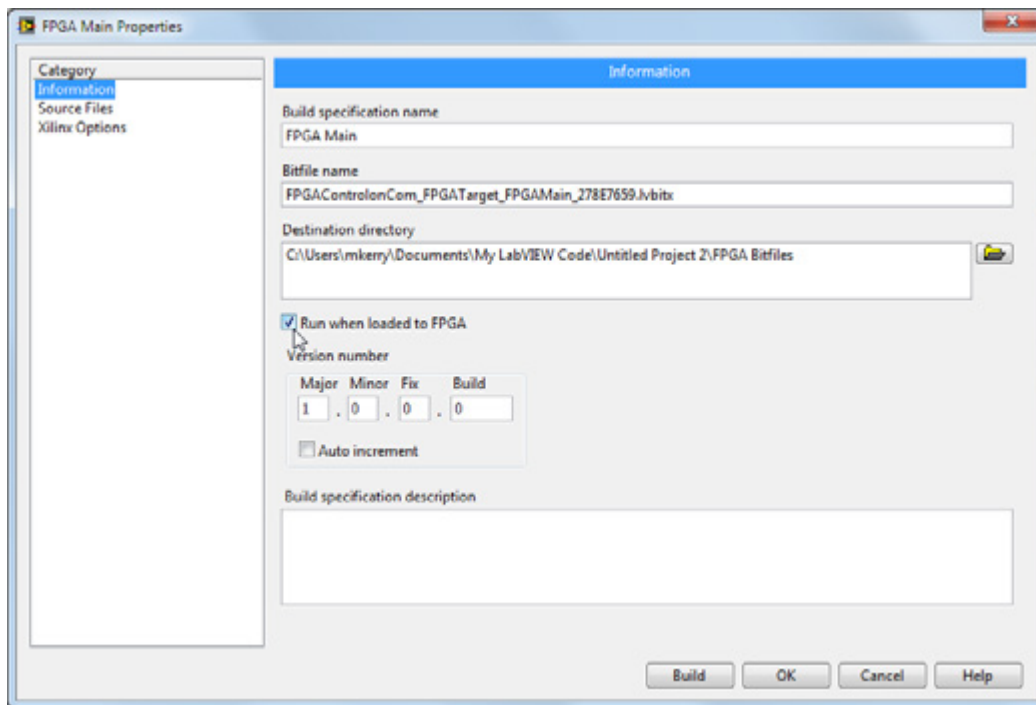 FPGA Main Properties
Category
Information
Source Files
Xilinx Options
Information
Build specification name
FPGA Main
Bitfile name
FPGAControlonCom_FPGATarget_FPGAMain_278E7659.lvbitx
Destination directory
C:\Users\mkerry\Documents\My LabVIEW Code\Untitled Project 2\FPGA Bitfiles
Run when loaded to FPGA
Version number
Major Minor Fix Build
1 . 0 . 0 . 0
Auto increment
Build specification description
Build OK Cancel Help